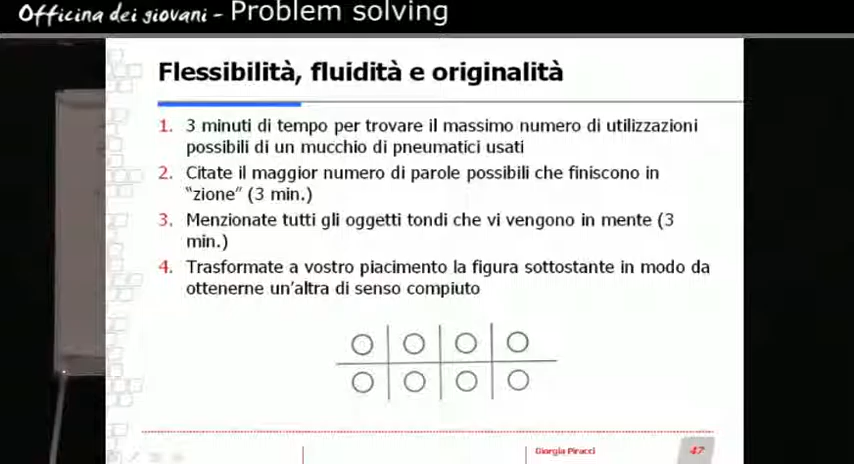 Officina dei giovani - Problem solving
Flessibilità, fluidità e originalità
1. 3 minuti di tempo per trovare il massimo numero di utilizzazioni
possibili di un mucchio di pneumatici usati
2. Citate il maggior numero di parole possibili che finiscono in
"zione" (3 min.)
3. Menzionate tutti gli oggetti tondi che vi vengono in mente (3
min.)
4. Trasformate a vostro piacimento la figura sottostante in modo da
ottenerne un'altra di senso compiuto
Giorgia Piracci
47